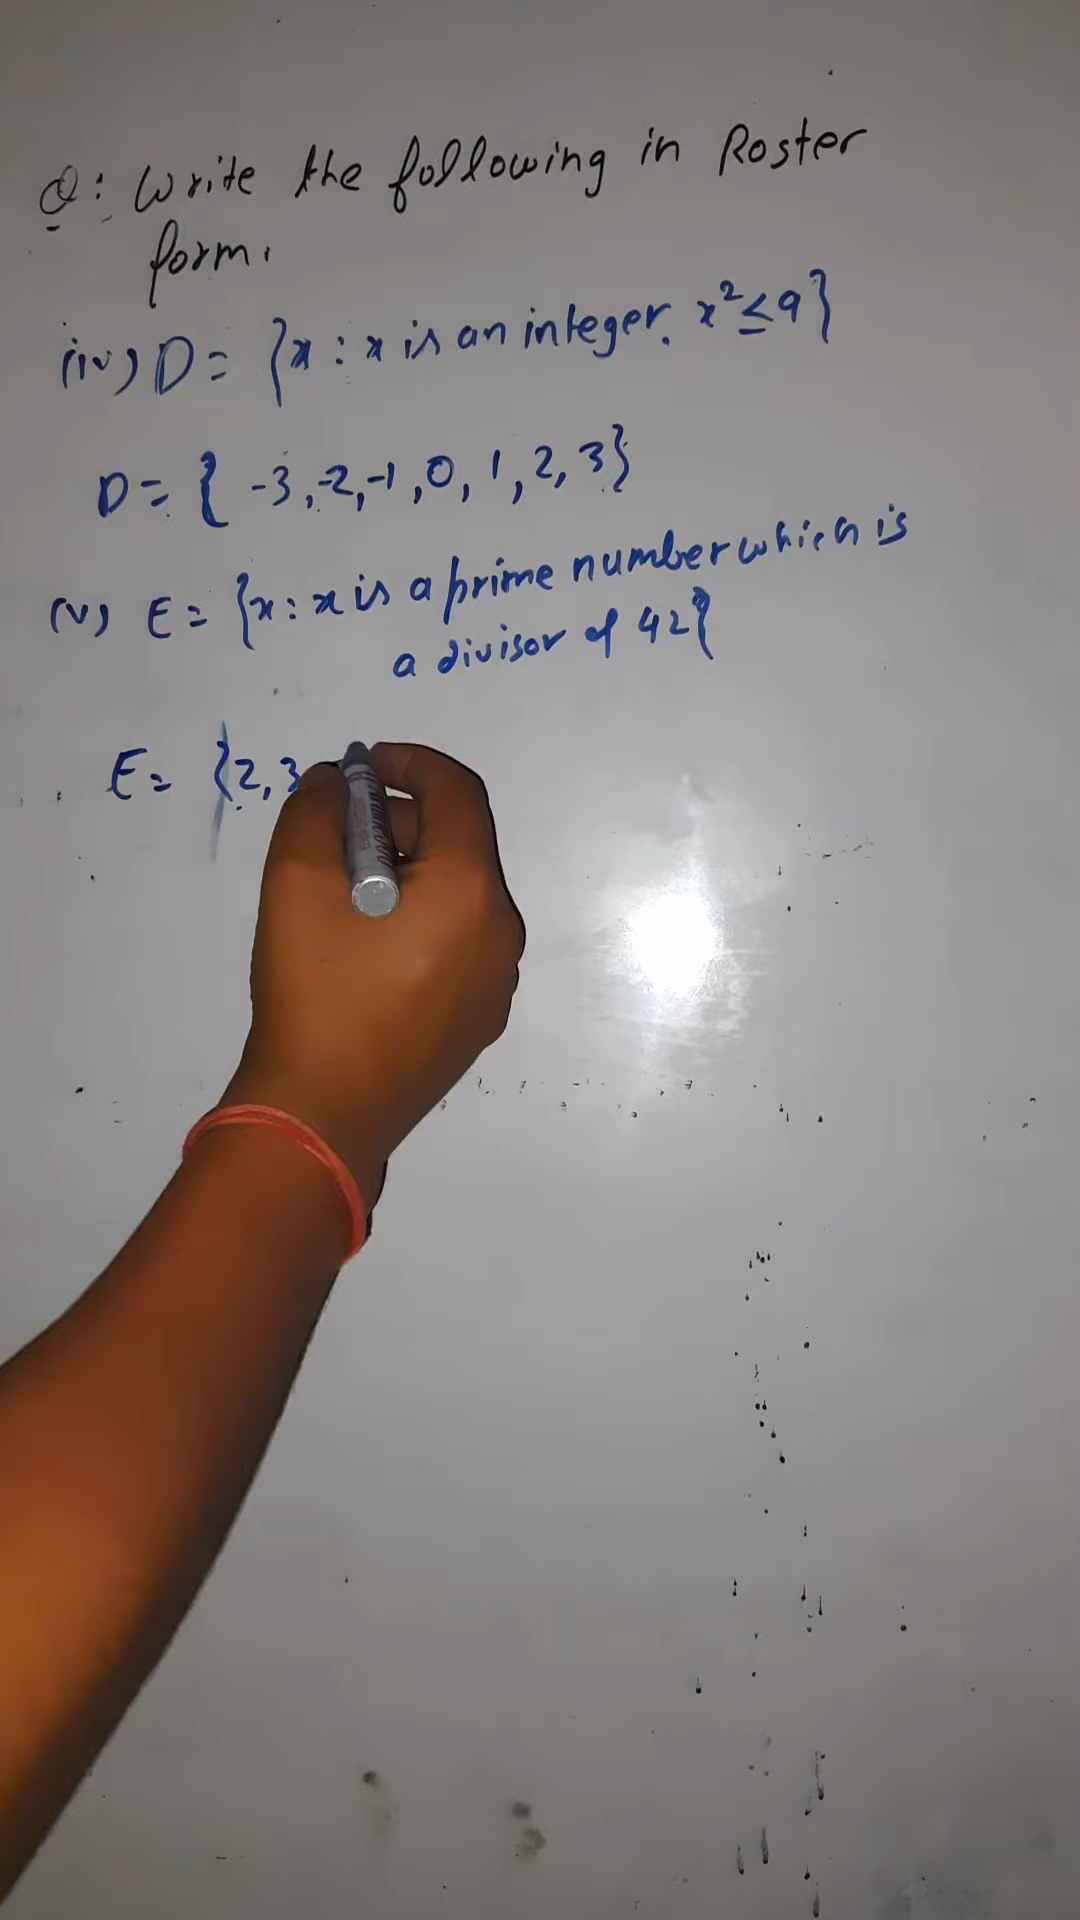 Q: Write the following in Roster
form.
(iv) D = {x : x is an integer. x² ≤ 9}
D = { -3, -2, -1, 0, 1, 2, 3}
(v) E = {x : x is a prime number which is
a divisor of 42}
E = {2, 3